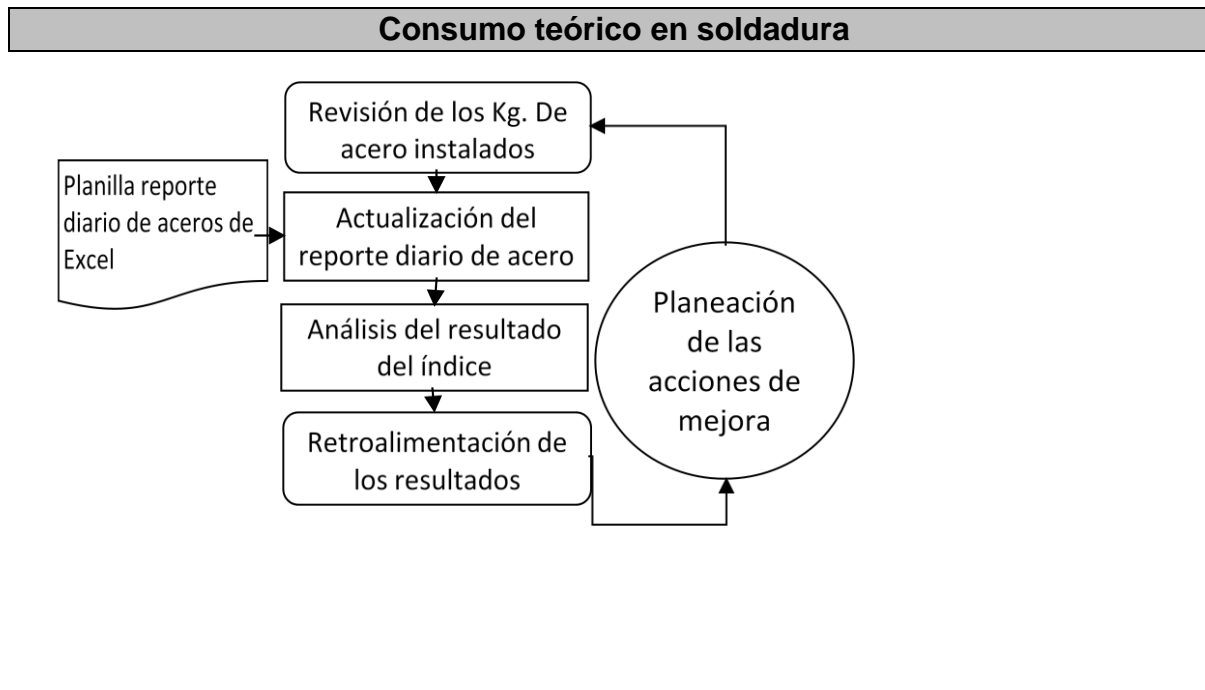 Consumo teórico en soldadura
Revisión de los Kg. De
acero instalados
Planilla reporte
diario de aceros de
Excel
Actualización del
reporte diario de acero
Análisis del resultado
del índice
Retroalimentación de
los resultados
Planeación
de las
acciones de
mejora